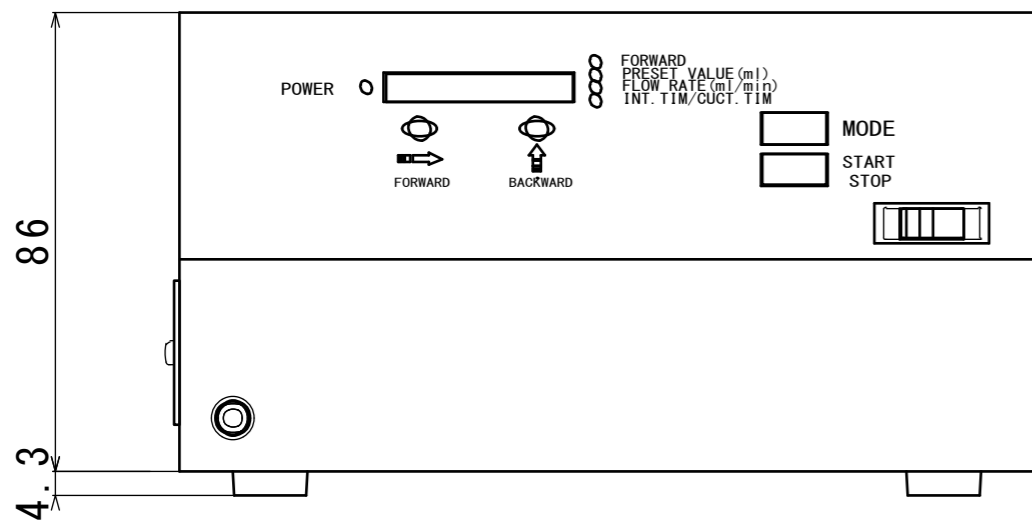 FORWARD
PRESET VALUE(ml)
POWER
FLOW RATE(ml/min)
INT.TIM/CUCT.TIM
MODE
START
STOP
FORWARD
BACKWARD
86
4.3